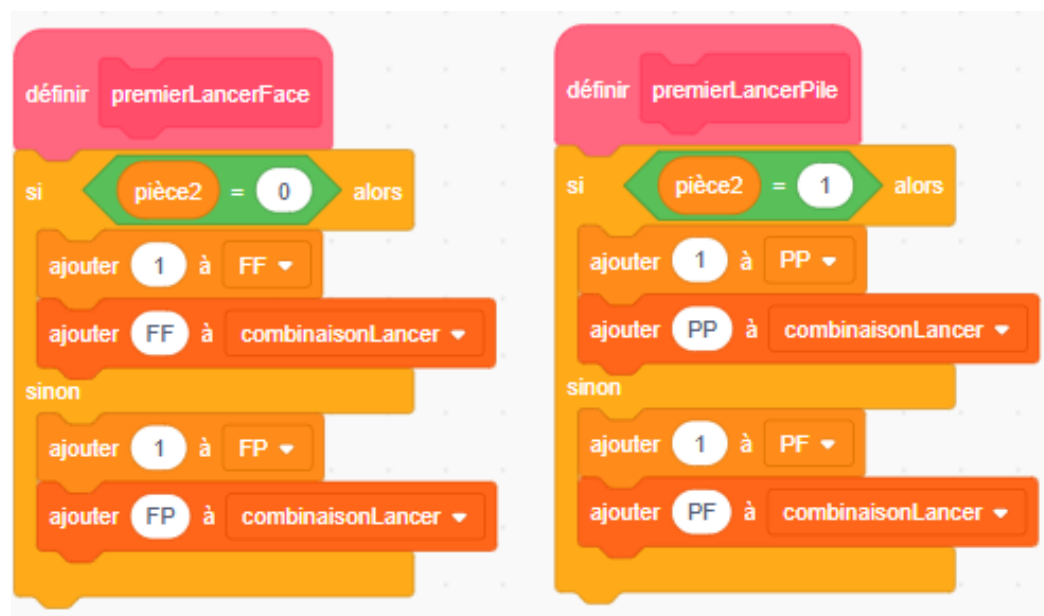 définir premierLancerFace
si pièce2 = 0 alors
ajouter 1 à FF
ajouter FF à combinaisonLancer
sinon
ajouter 1 à FP
ajouter FP à combinaisonLancer
définir premierLancerPile
si pièce2 = 1 alors
ajouter 1 à PP
ajouter PP à combinaisonLancer
sinon
ajouter 1 à PF
ajouter PF à combinaisonLancer